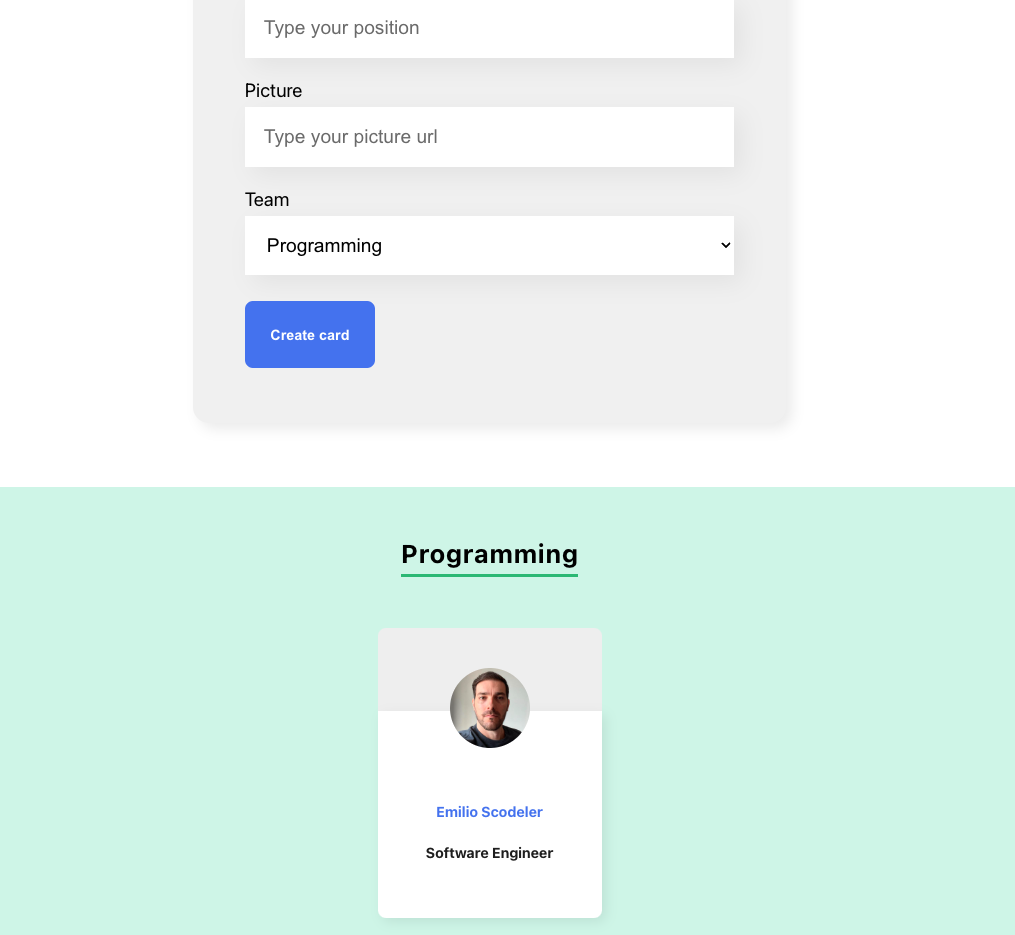 Type your position
Picture
Type your picture url
Team
Programming
Create card
Programming
Emilio Scodeler
Software Engineer